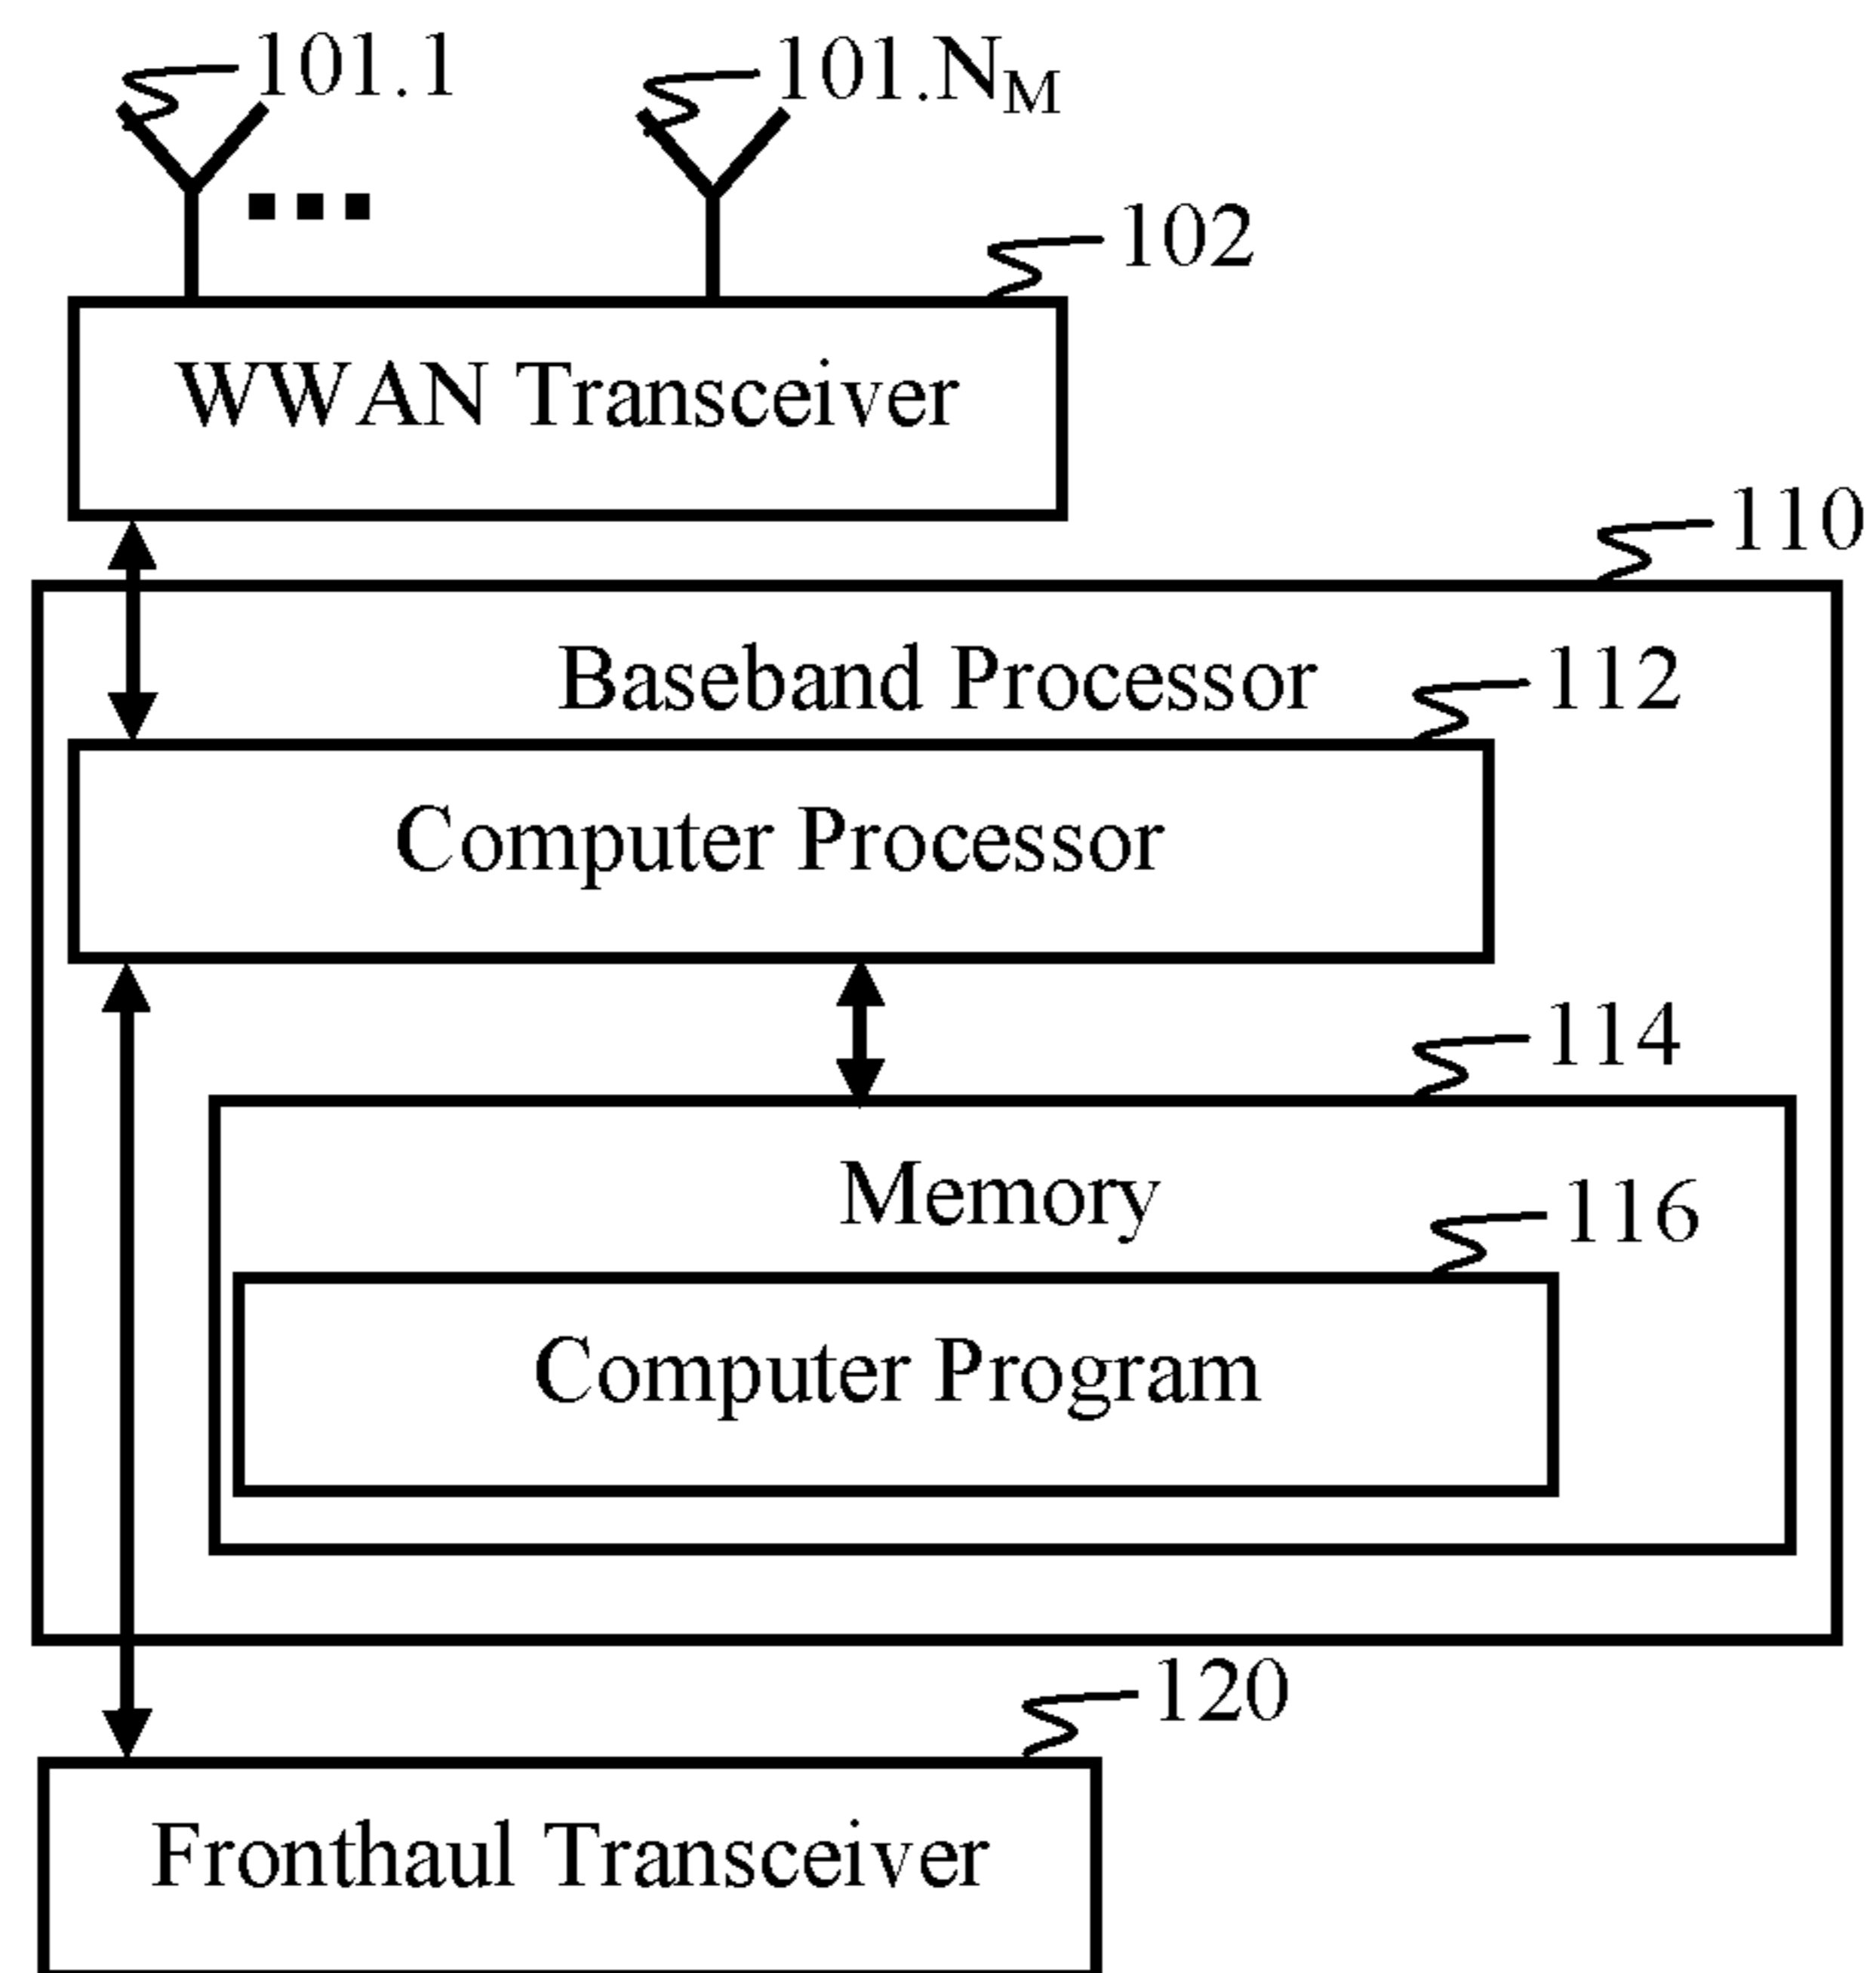 101.1
101.NM
102
WWAN Transceiver
110
Baseband Processor
112
Computer Processor
114
Memory
116
Computer Program
120
Fronthaul Transceiver